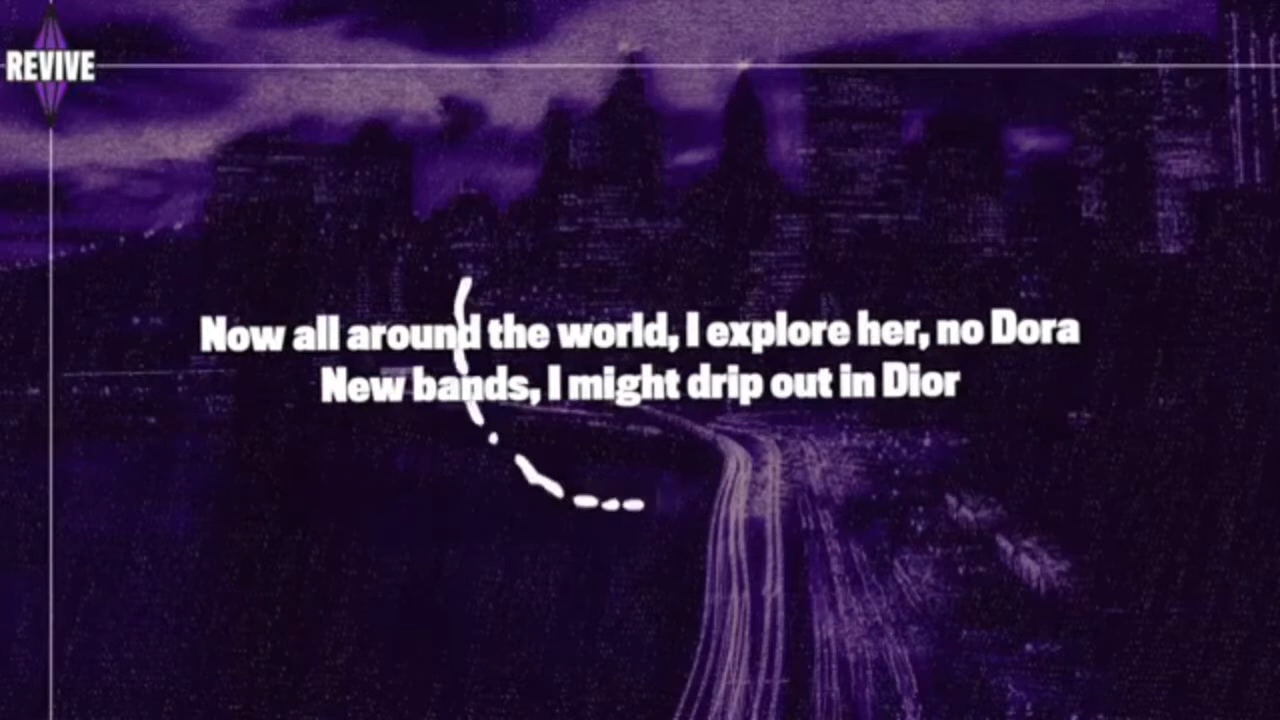 REVIVE
Now all around the world, I explore her, no Dora
New bands, I might drip out in Dior